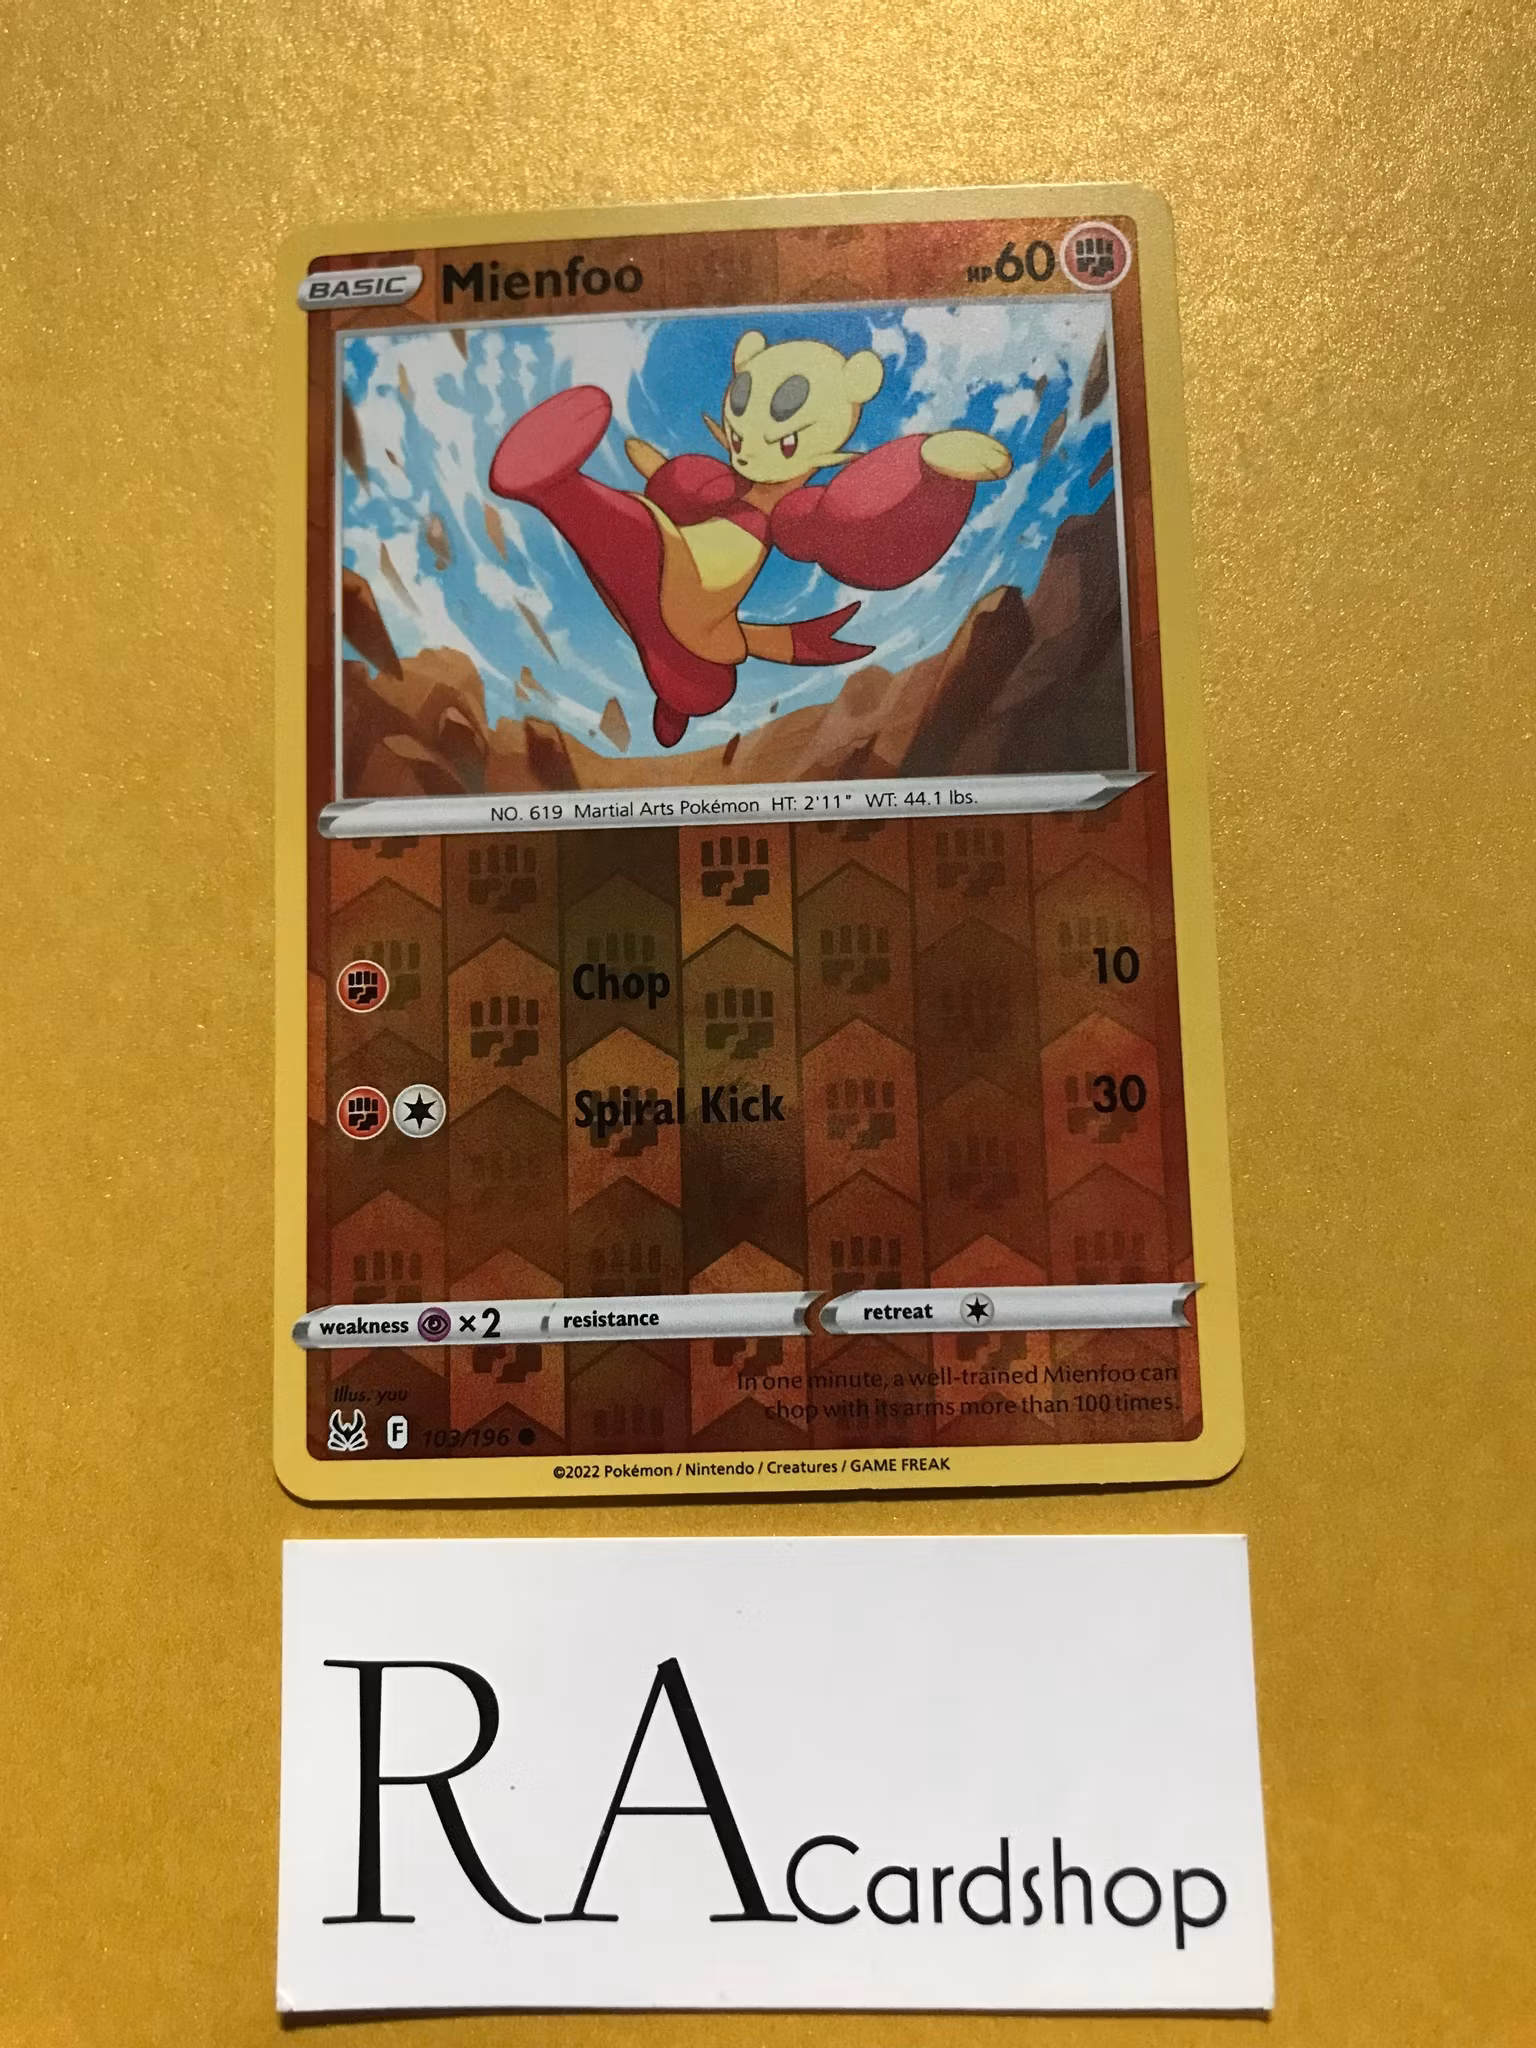 BASIC Mienfoo HP60
NO. 619 Martial Arts Pokémon HT: 2'11" WT: 44.1 lbs.
Chop 10
Spiral Kick 30
weakness ×2 resistance retreat
In one minute, a well-trained Mienfoo can
chop with its arms more than 100 times.
Illus. yuu
F 103/196
©2022 Pokémon / Nintendo / Creatures / GAME FREAK
RA Cardshop